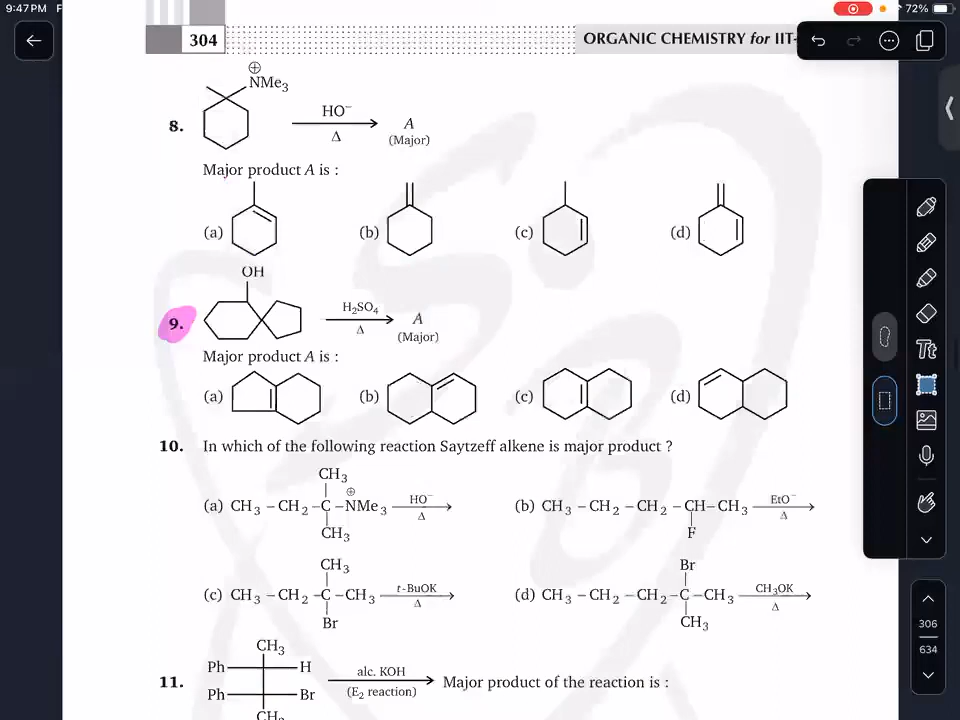 9:47PM F
72%
304
ORGANIC CHEMISTRY for IIT-
⊕
NMe3
8.
HO⁻
Δ
A
(Major)
Major product A is :
(a)
(b)
(c)
(d)
OH
9.
H2SO4
Δ
A
(Major)
Major product A is :
(a)
(b)
(c)
(d)
10. In which of the following reaction Saytzeff alkene is major product ?
CH3
⊕
(a) CH3 – CH2 – C – NMe3 HO⁻ Δ
CH3
(b) CH3 – CH2 – CH2 – CH – CH3 EtO⁻ Δ
F
CH3
(c) CH3 – CH2 – C – CH3 t-BuOK Δ
Br
Br
(d) CH3 – CH2 – CH2 – C – CH3 CH3OK Δ
CH3
CH3
Ph H
11. alc. KOH Major product of the reaction is :
(E2 reaction)
Ph Br
CH3
Tt
306
634